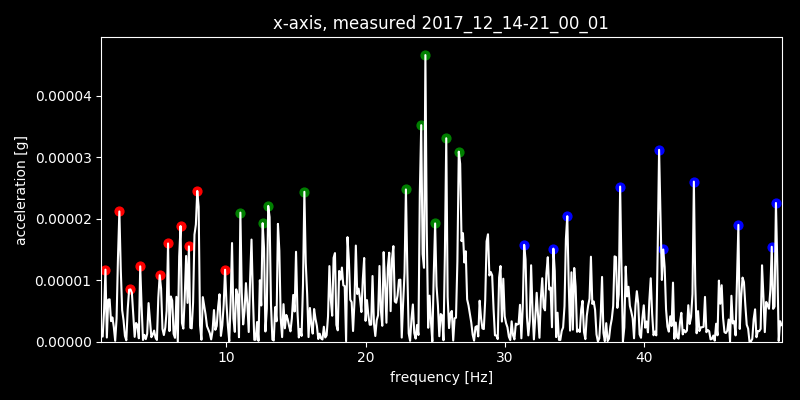 x-axis, measured 2017_12_14-21_00_01
acceleration [g]
0.00004
0.00003
0.00002
0.00001
0.00000
10 20 30 40
frequency [Hz]